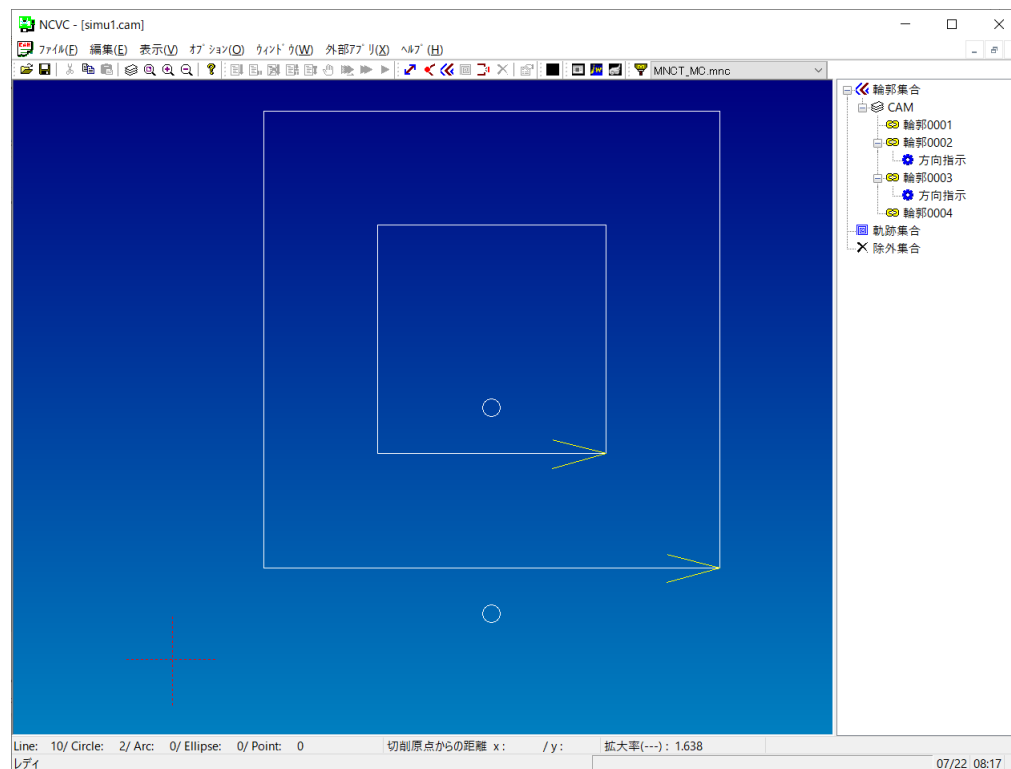 NCVC - [simu1.cam]
ファイル(F) 編集(E) 表示(V) オプション(O) ウィンドウ(W) 外部アプリ(X) ヘルプ(H)
MNCT_MC.mnc
輪郭集合
CAM
輪郭0001
輪郭0002
方向指示
輪郭0003
方向指示
輪郭0004
軌跡集合
除外集合
Line: 10/ Circle: 2/ Arc: 0/ Ellipse: 0/ Point: 0 切削原点からの距離 x : / y : 拡大率(---) : 1.638
レディ 07/22 08:17